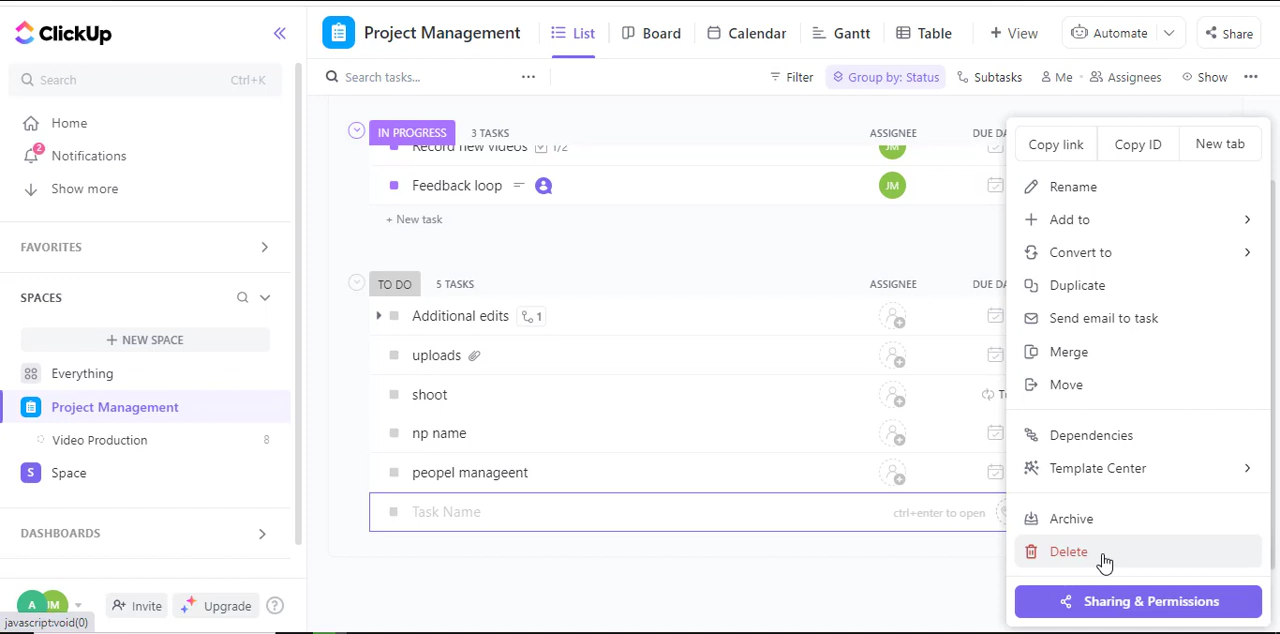 ClickUp
Project Management
List
Board
Calendar
Gantt
Table
+ View
Automate
Share
Search
Ctrl+K
Search tasks...
Filter
Group by: Status
Subtasks
Me
Assignees
Show
Home
2
Notifications
Show more
FAVORITES
SPACES
+ NEW SPACE
Everything
Project Management
Video Production 8
S Space
DASHBOARDS
A JM
Invite
Upgrade
?
javascript:void(0)
IN PROGRESS 3 TASKS ASSIGNEE DUE DA
Record new videos 1/2 JM
Feedback loop JM
+ New task
TO DO 5 TASKS ASSIGNEE DUE DA
Additional edits 1
uploads
shoot
np name
peopel manageent
Task Name ctrl+enter to open
Copy link
Copy ID
New tab
Rename
Add to
Convert to
Duplicate
Send email to task
Merge
Move
Dependencies
Template Center
Archive
Delete
Sharing & Permissions